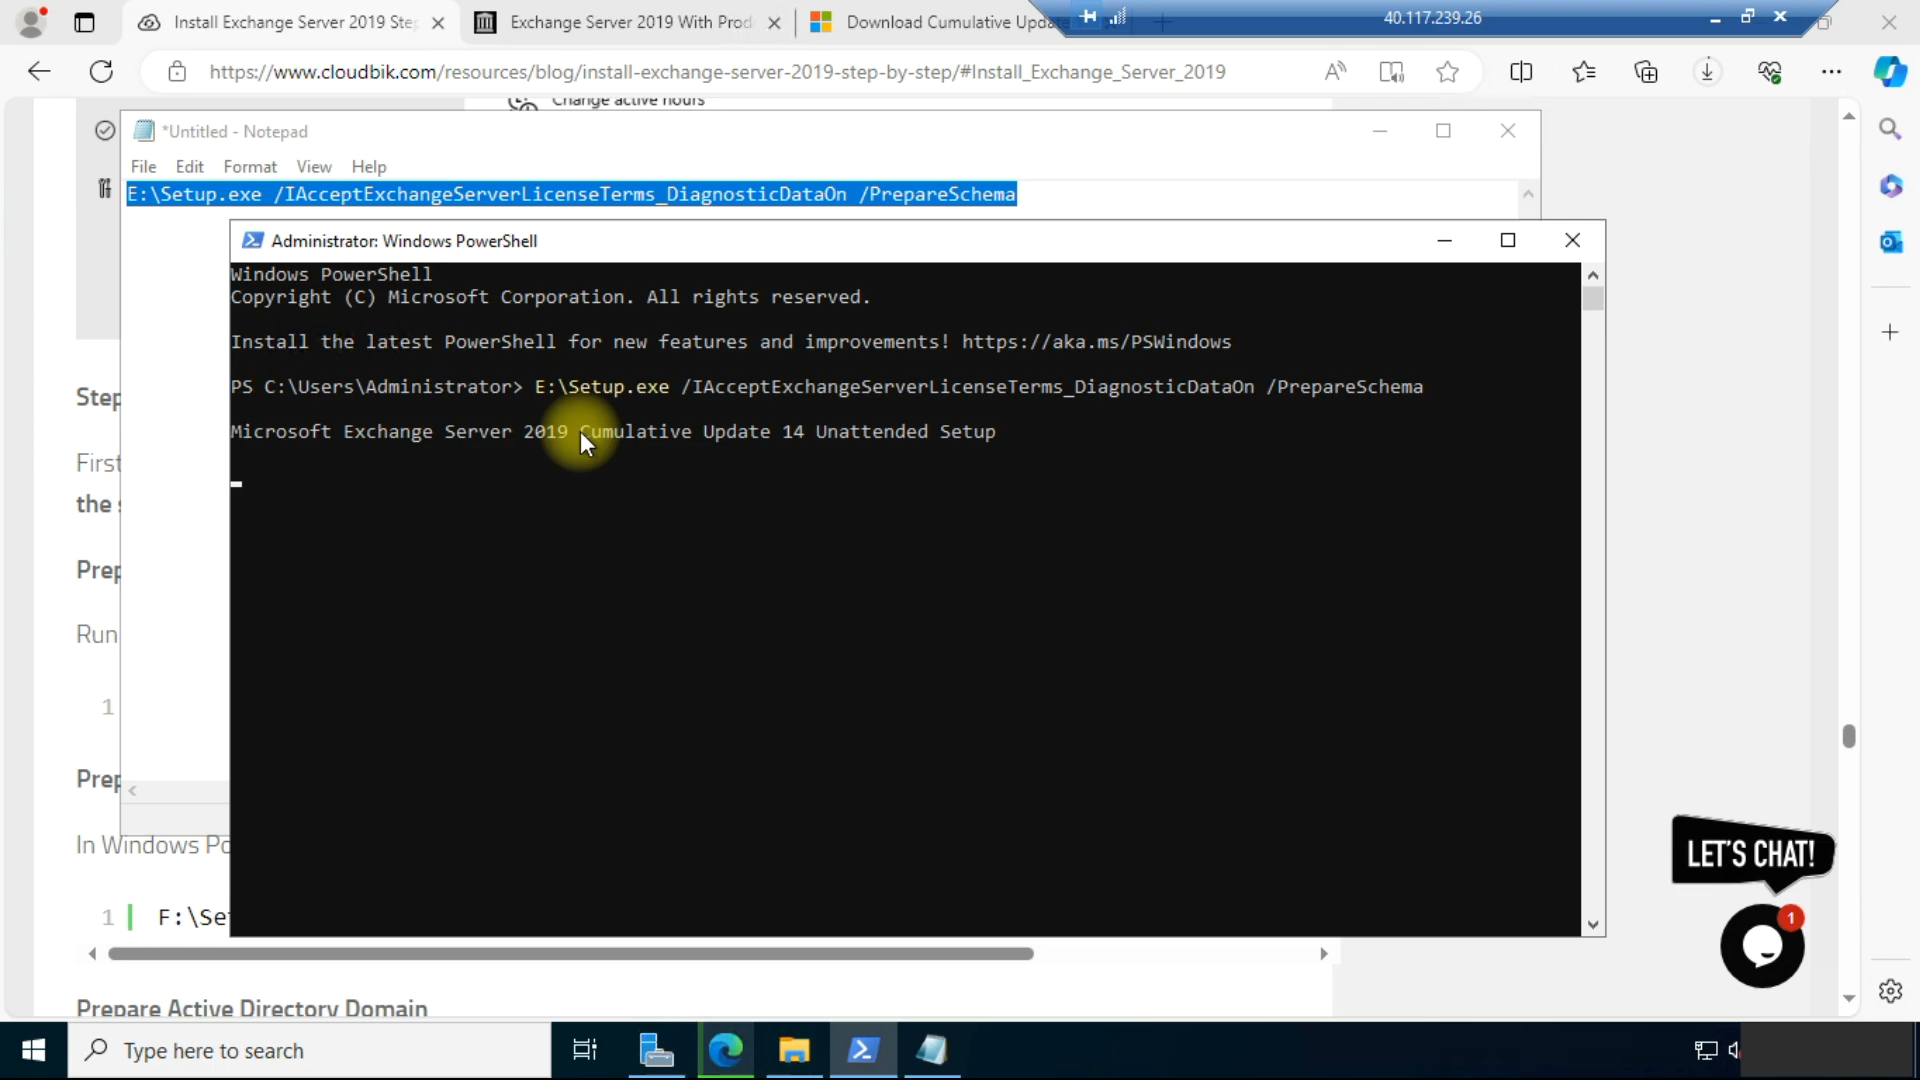 Install Exchange Server 2019 Ste
Exchange Server 2019 With Prod
Download Cumulative Upda
40.117.239.26
https://www.cloudbik.com/resources/blog/install-exchange-server-2019-step-by-step/#Install_Exchange_Server_2019
Change active hours
*Untitled - Notepad
File Edit Format View Help
E:\Setup.exe /IAcceptExchangeServerLicenseTerms_DiagnosticDataOn /PrepareSchema
Administrator: Windows PowerShell
Windows PowerShell
Copyright (C) Microsoft Corporation. All rights reserved.
Install the latest PowerShell for new features and improvements! https://aka.ms/PSWindows
PS C:\Users\Administrator> E:\Setup.exe /IAcceptExchangeServerLicenseTerms_DiagnosticDataOn /PrepareSchema
Microsoft Exchange Server 2019 Cumulative Update 14 Unattended Setup
Step
First
the s
Prep
Run
1
Prep
In Windows Po
1 F:\Set
LET'S CHAT!
1
Prepare Active Directory Domain
Type here to search